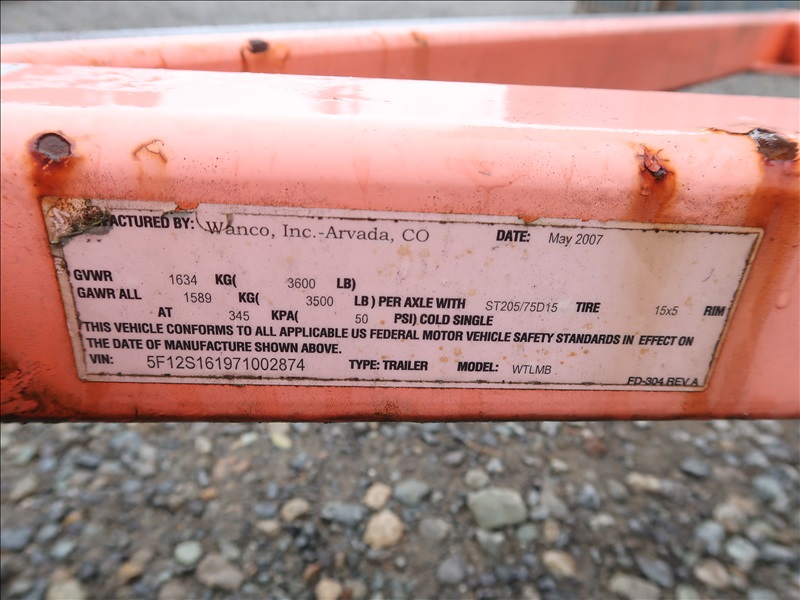 ACTURED BY: Wanco, Inc.-Arvada, CO DATE: May 2007
GVWR 1634 KG( 3600 LB)
GAWR ALL 1589 KG( 3500 LB ) PER AXLE WITH ST205/75D15 TIRE 15x5 RIM
AT 345 KPA( 50 PSI) COLD SINGLE
THIS VEHICLE CONFORMS TO ALL APPLICABLE US FEDERAL MOTOR VEHICLE SAFETY STANDARDS IN EFFECT ON
THE DATE OF MANUFACTURE SHOWN ABOVE.
VIN: 5F12S161971002874 TYPE: TRAILER MODEL: WTLMB
FD-304 REV A